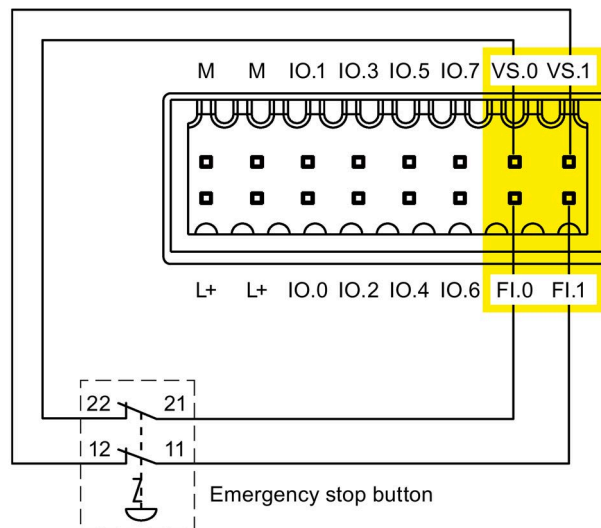 M M IO.1 IO.3 IO.5 IO.7 VS.0 VS.1
L+ L+ IO.0 IO.2 IO.4 IO.6 FI.0 FI.1
22 21
12 11
Emergency stop button